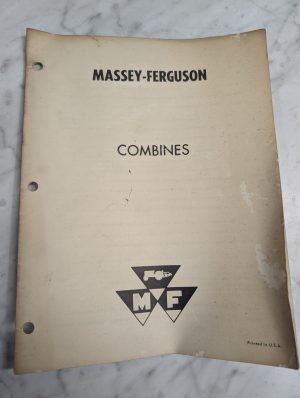 MASSEY-FERGUSON
COMBINES
M F
Printed in U.S.A.